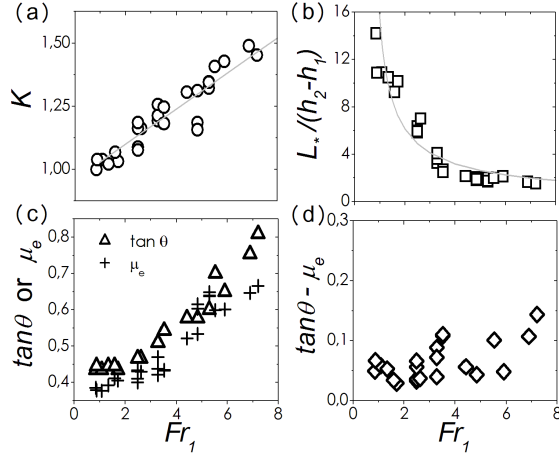 (a)
1,50
1,25
1,00
K
(b)
16
12
8
4
0
L* /(h2-h1)
(c)
tan θ
μe
0,8
0,7
0,6
0,5
0,4
tanθ or μe
0 2 4 6 8
Fr1
(d)
0,3
0,2
0,1
0,0
tanθ - μe
0 2 4 6 8
Fr1